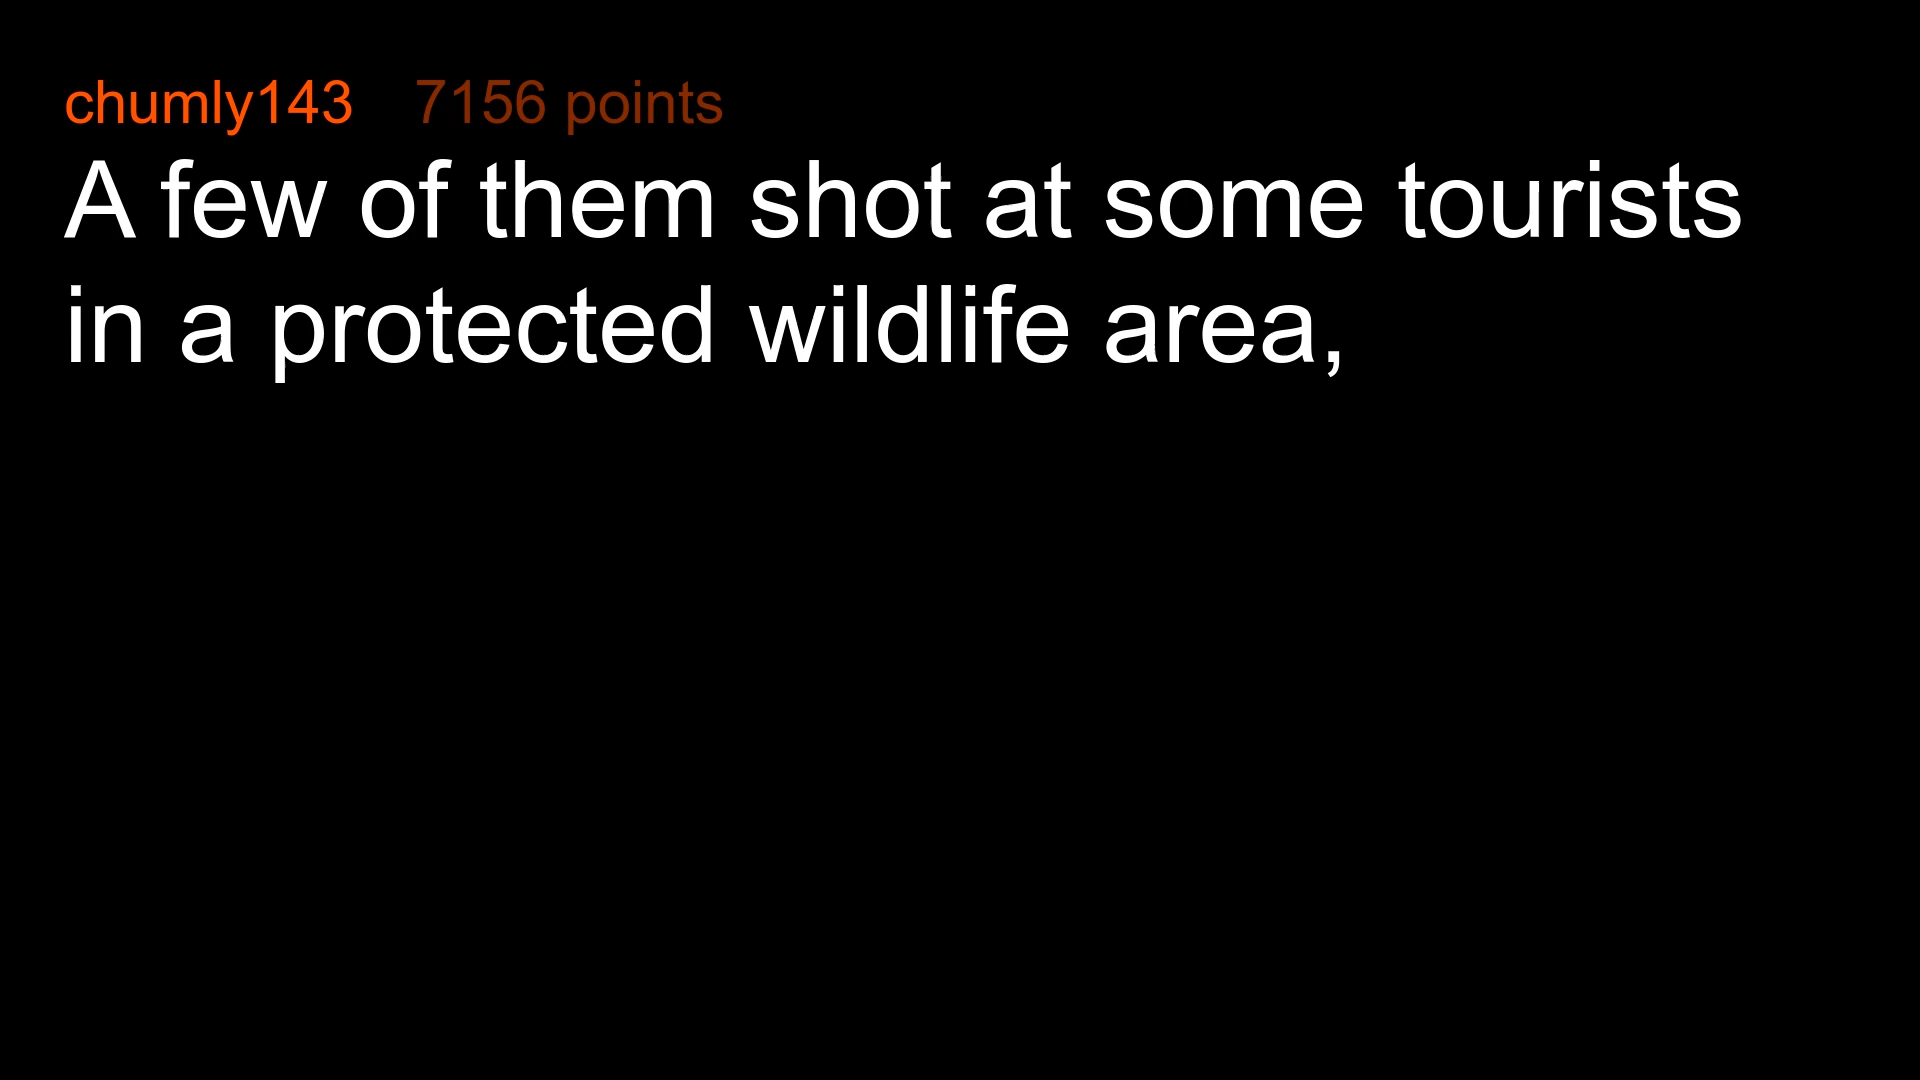 chumly143 7156 points
A few of them shot at some tourists
in a protected wildlife area,